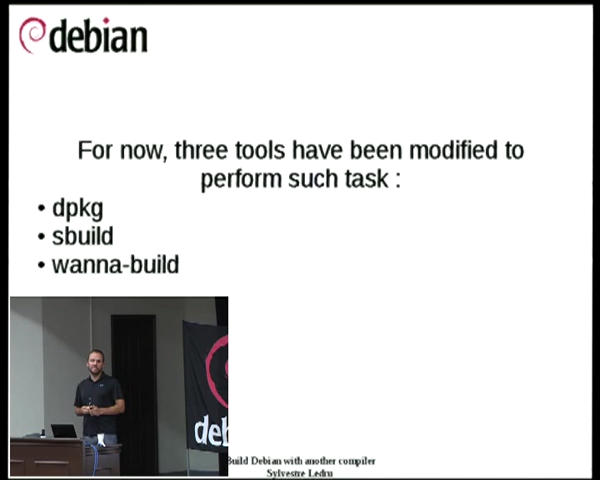 debian
For now, three tools have been modified to
perform such task :
• dpkg
• sbuild
• wanna-build
deb
Build Debian with another compiler
Sylvestre Ledru